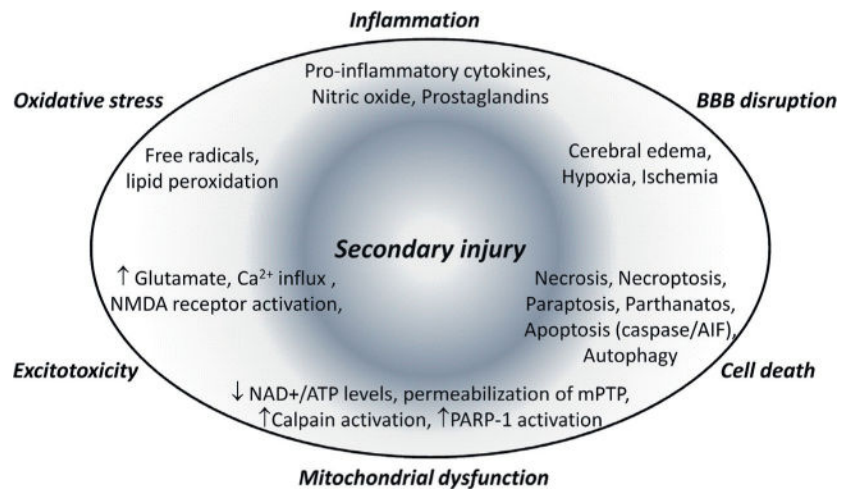 Inflammation
Pro-inflammatory cytokines,
Nitric oxide, Prostaglandins
Oxidative stress
BBB disruption
Free radicals,
lipid peroxidation
Cerebral edema,
Hypoxia, Ischemia
Secondary injury
↑ Glutamate, Ca²⁺ influx ,
NMDA receptor activation,
Necrosis, Necroptosis,
Paraptosis, Parthanatos,
Apoptosis (caspase/AIF),
Autophagy
Excitotoxicity
Cell death
↓ NAD+/ATP levels, permeabilization of mPTP,
↑Calpain activation, ↑PARP-1 activation
Mitochondrial dysfunction